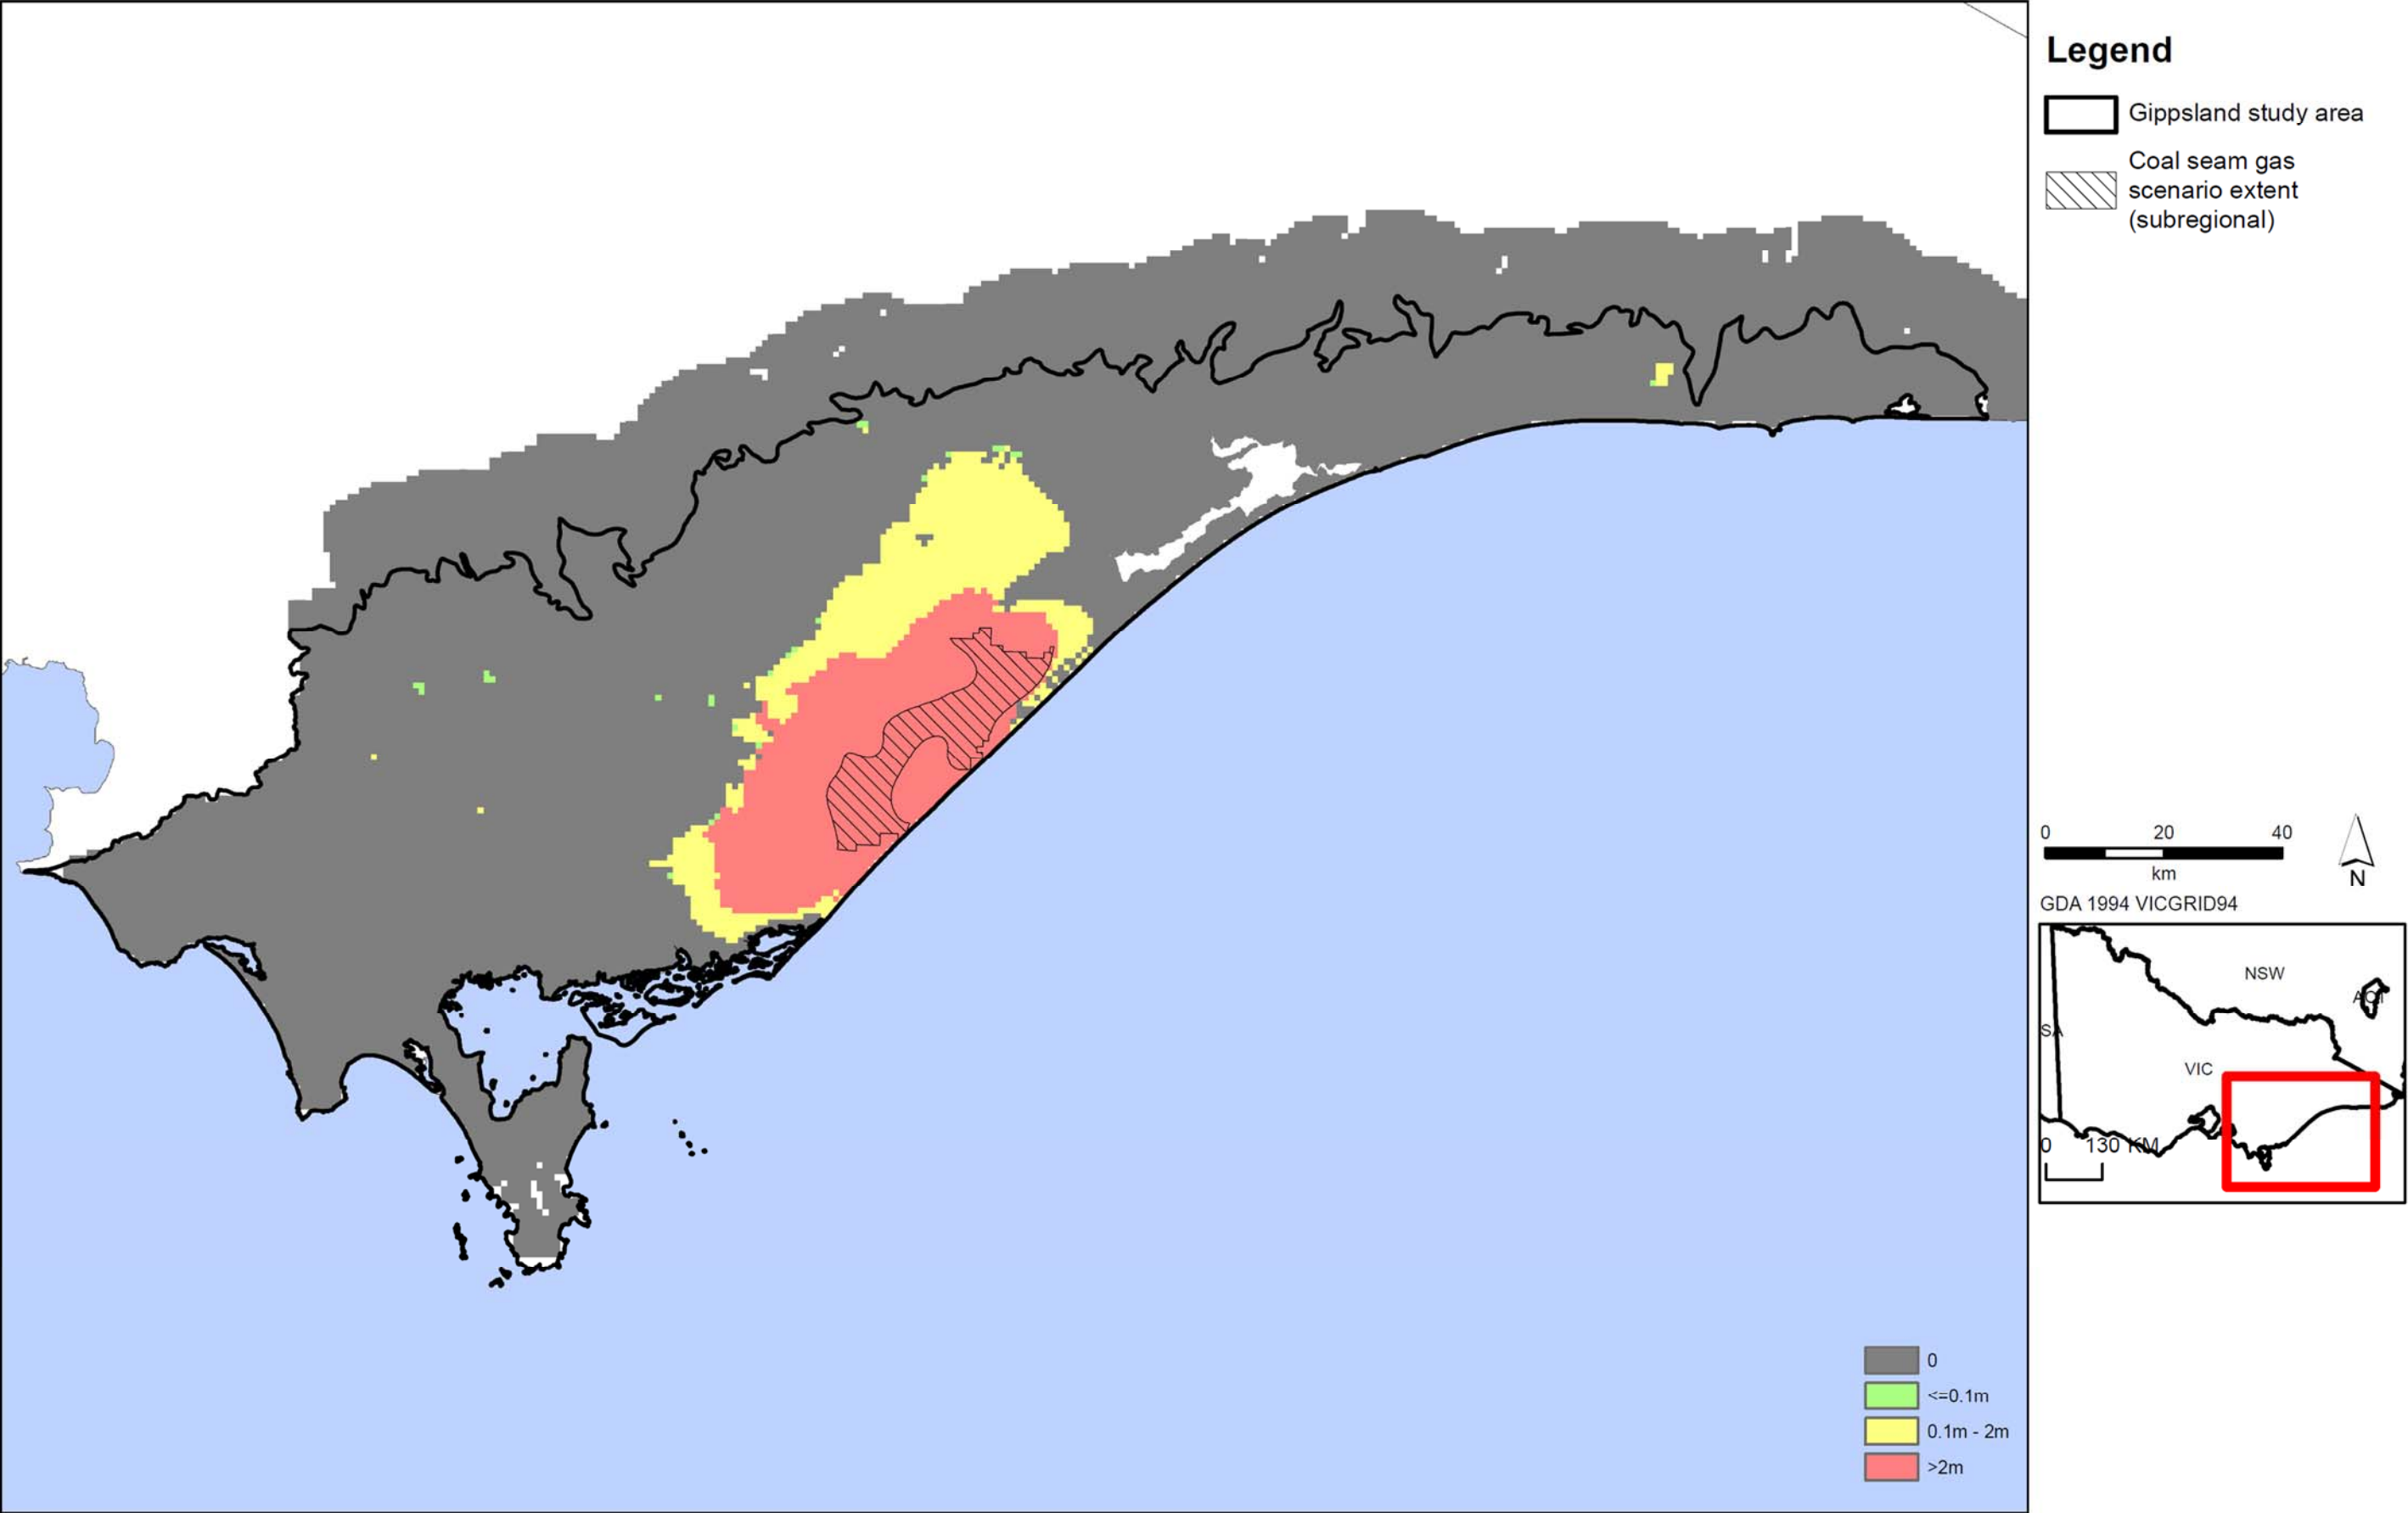 Legend
Gippsland study area
Coal seam gas
scenario extent
(subregional)
0 20 40
km
N
GDA 1994 VICGRID94
NSW
SA
VIC
0 130 KM
0
<=0.1m
0.1m - 2m
>2m